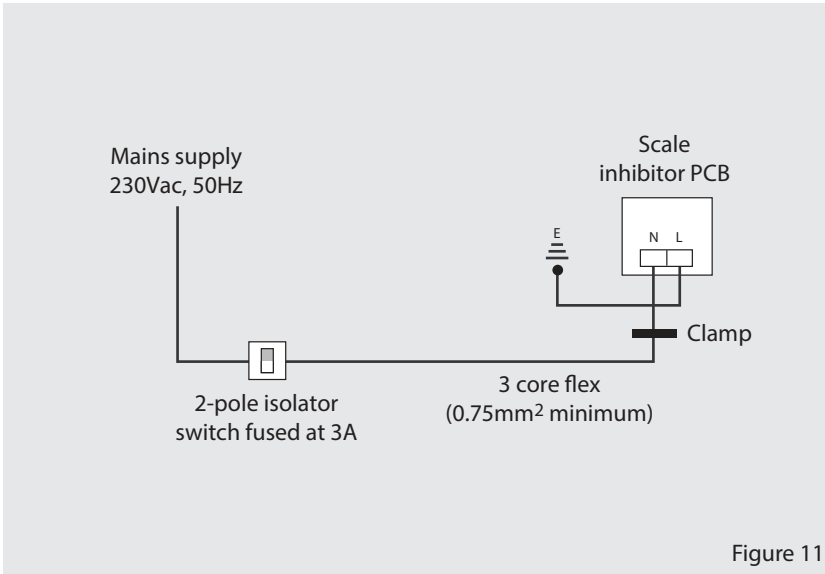 Mains supply
230Vac, 50Hz
Scale
inhibitor PCB
E
N L
Clamp
2-pole isolator
switch fused at 3A
3 core flex
(0.75mm² minimum)
Figure 11